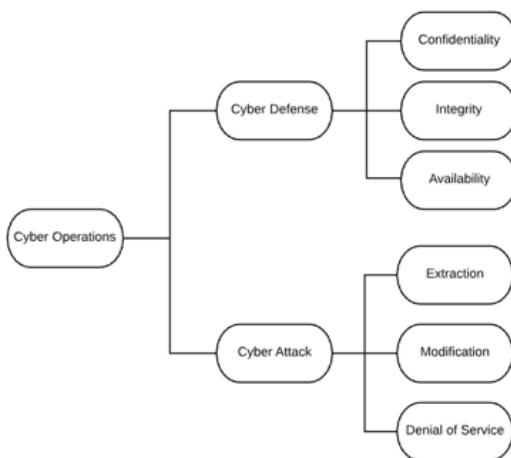 Confidentiality
Cyber Defense
Integrity
Availability
Cyber Operations
Extraction
Cyber Attack
Modification
Denial of Service